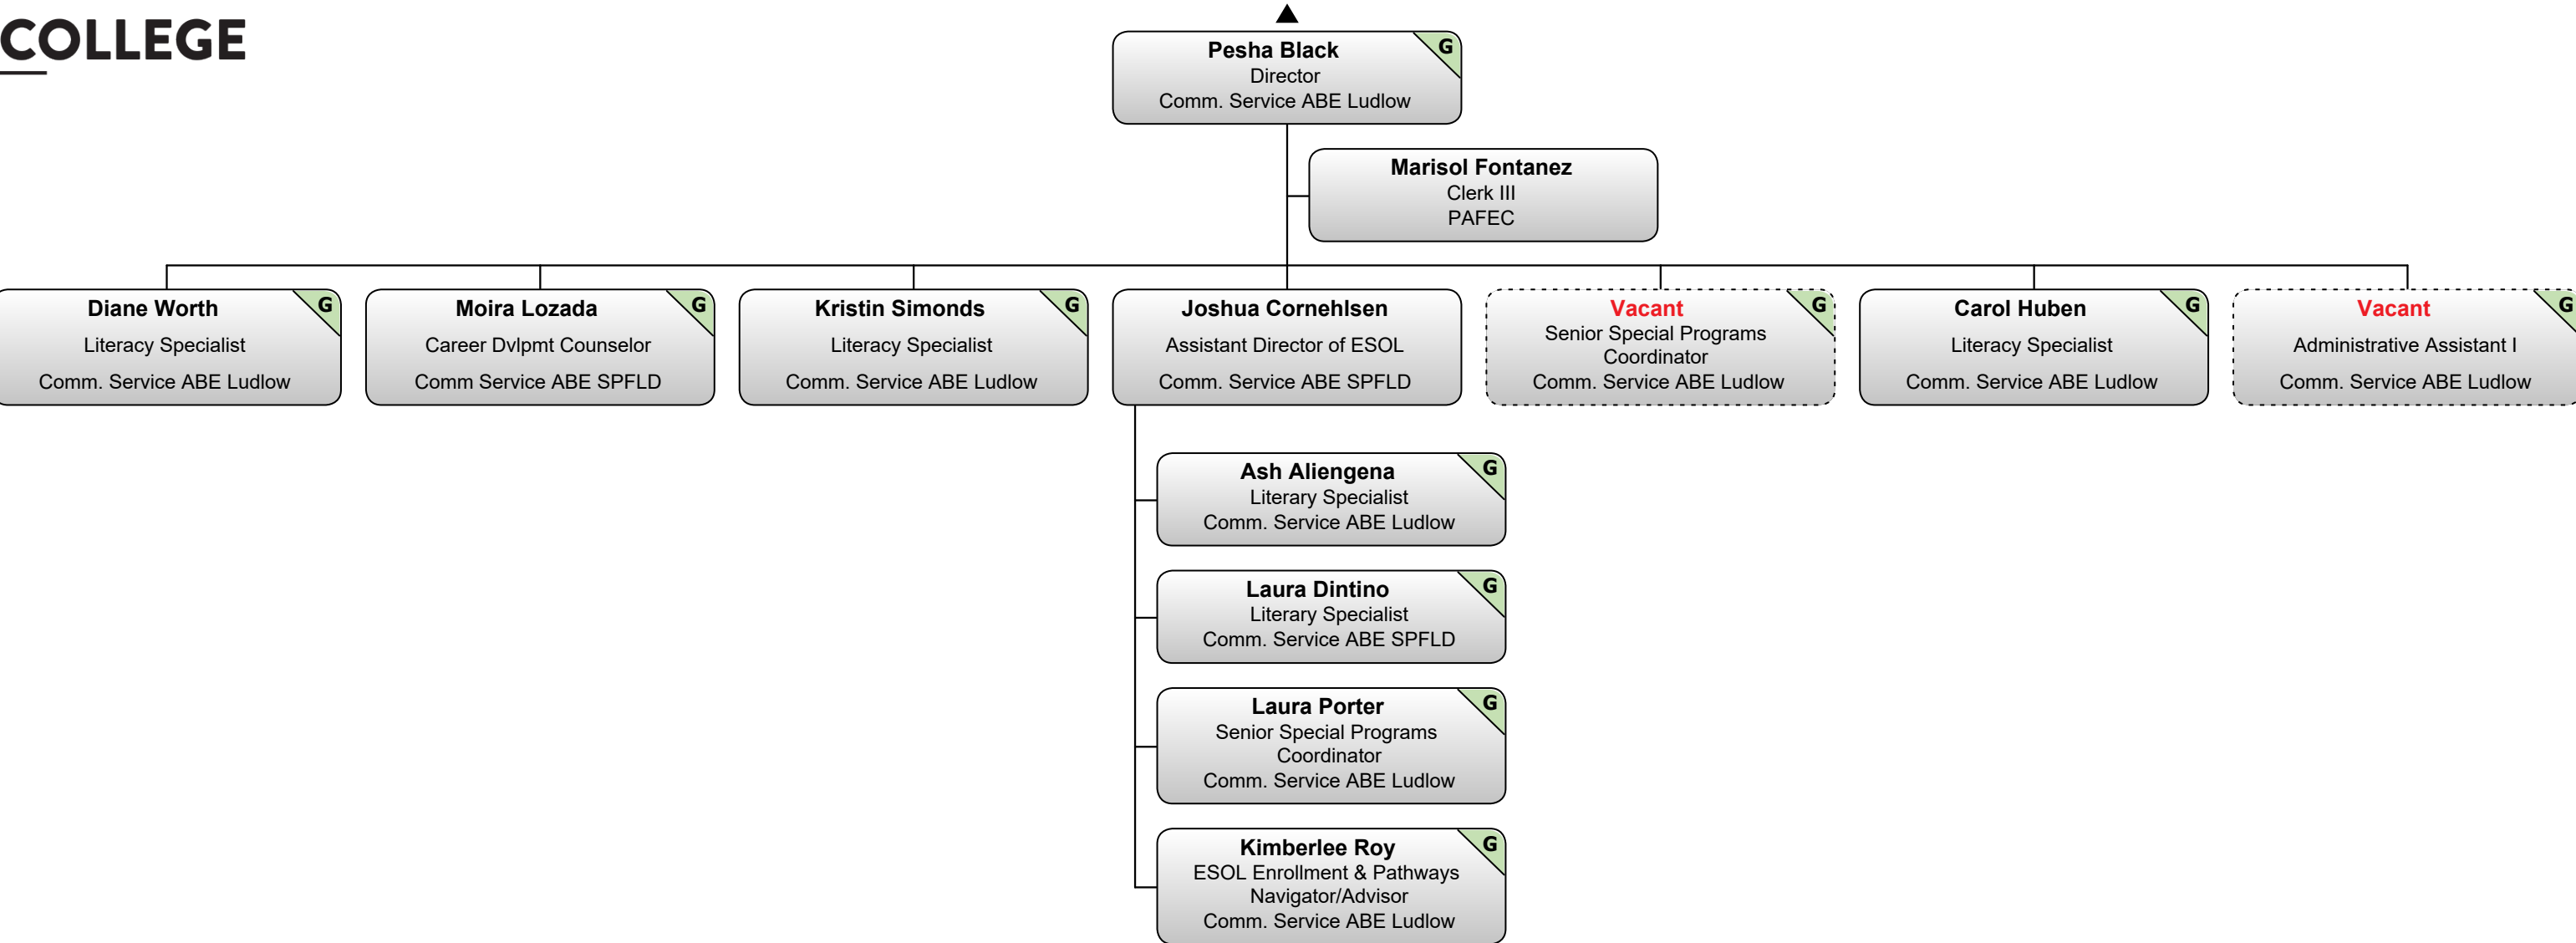 COLLEGE
Pesha Black
G
Director
Comm. Service ABE Ludlow
Marisol Fontanez
Clerk III
PAFEC
Diane Worth
G
Literacy Specialist
Comm. Service ABE Ludlow
Moira Lozada
G
Career Dvlpmt Counselor
Comm Service ABE SPFLD
Kristin Simonds
G
Literacy Specialist
Comm. Service ABE Ludlow
Joshua Cornehlsen
Assistant Director of ESOL
Comm. Service ABE SPFLD
Vacant
G
Senior Special Programs
Coordinator
Comm. Service ABE Ludlow
Carol Huben
G
Literacy Specialist
Comm. Service ABE Ludlow
Vacant
G
Administrative Assistant I
Comm. Service ABE Ludlow
Ash Aliengena
G
Literary Specialist
Comm. Service ABE Ludlow
Laura Dintino
G
Literary Specialist
Comm. Service ABE SPFLD
Laura Porter
G
Senior Special Programs
Coordinator
Comm. Service ABE Ludlow
Kimberlee Roy
G
ESOL Enrollment & Pathways
Navigator/Advisor
Comm. Service ABE Ludlow